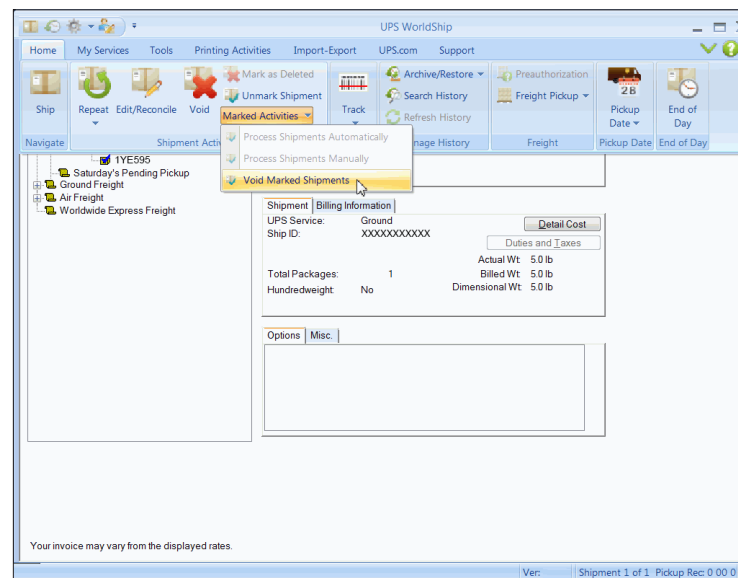 UPS WorldShip
Home My Services Tools Printing Activities Import-Export UPS.com Support
Mark as Deleted Archive/Restore Preauthorization 28
Unmark Shipment Search History Freight Pickup
Ship Repeat Edit/Reconcile Void Marked Activities Track Refresh History Pickup Date End of Day
Navigate Shipment Acti nage History Freight Pickup Date End of Day
Process Shipments Automatically
Process Shipments Manually
Void Marked Shipments
1YE595
Saturday's Pending Pickup
Ground Freight
Air Freight
Worldwide Express Freight
Shipment Billing Information
UPS Service: Ground Detail Cost
Ship ID: XXXXXXXXXXX
Duties and Taxes
Actual Wt: 5.0 lb
Total Packages: 1 Billed Wt: 5.0 lb
Hundredweight: No Dimensional Wt: 5.0 lb
Options Misc.
Your invoice may vary from the displayed rates.
Ver: Shipment 1 of 1 Pickup Rec: 0 00 0